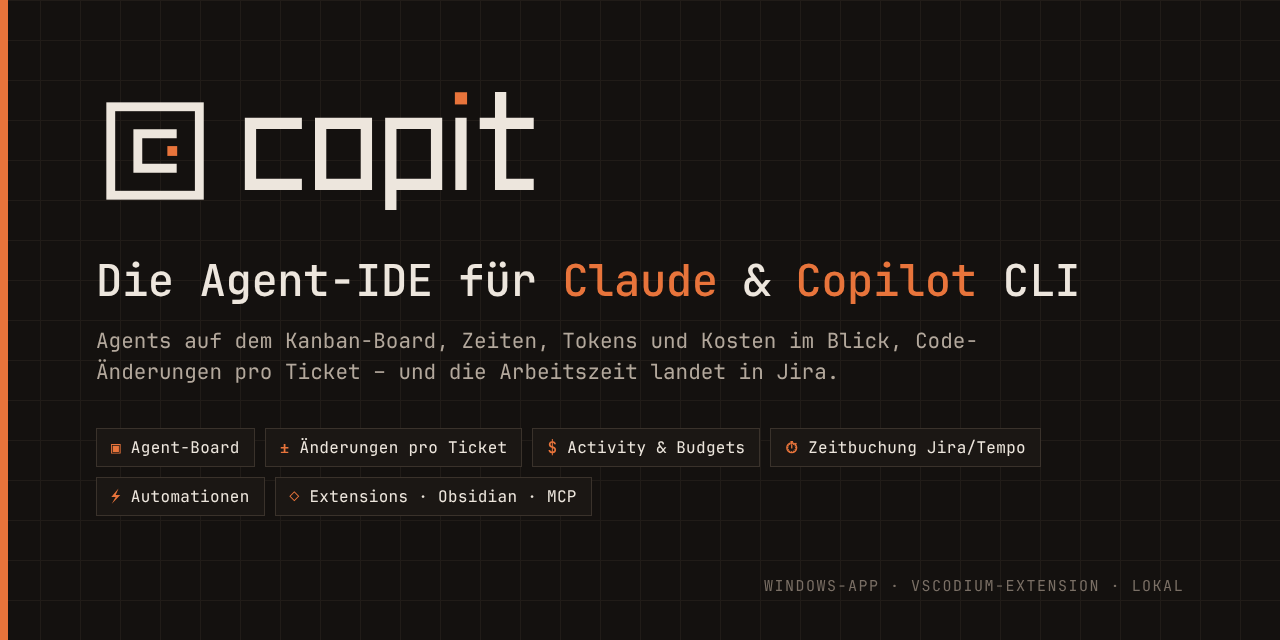 copit
Die Agent-IDE für Claude & Copilot CLI
Agents auf dem Kanban-Board, Zeiten, Tokens und Kosten im Blick, Code-
Änderungen pro Ticket – und die Arbeitszeit landet in Jira.
▣ Agent-Board
± Änderungen pro Ticket
$ Activity & Budgets
⏱ Zeitbuchung Jira/Tempo
⚡ Automationen
◇ Extensions · Obsidian · MCP
WINDOWS-APP · VSCODIUM-EXTENSION · LOKAL